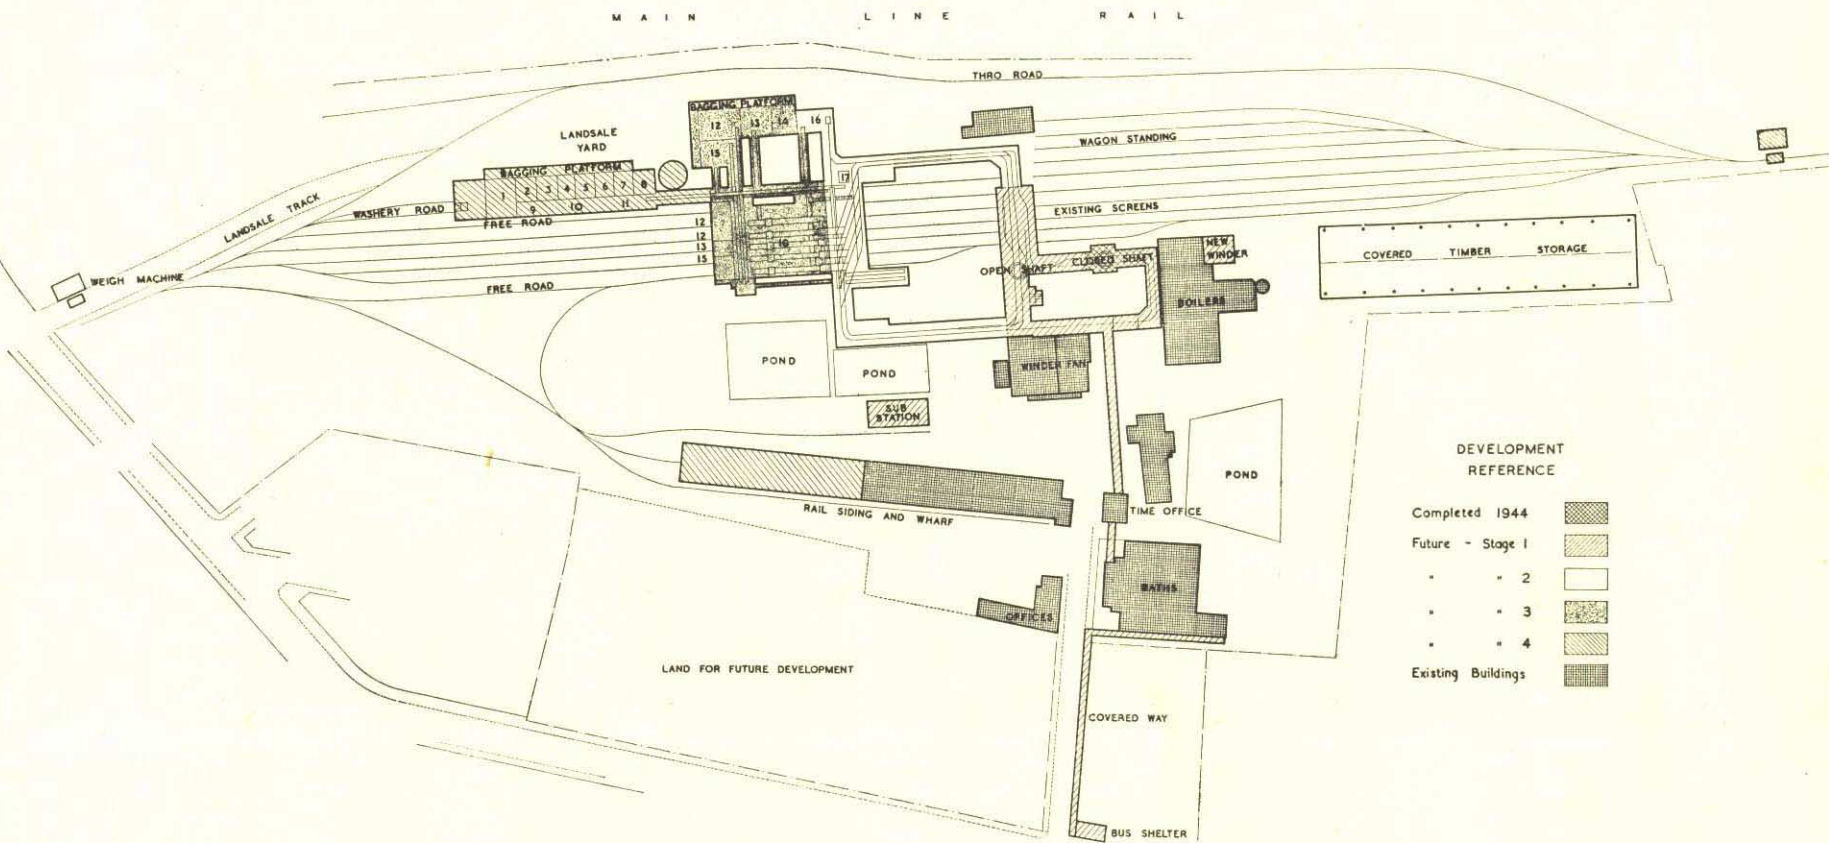 MAIN LINE RAIL
THRO ROAD
BAGGING PLATFORM
12 13 14 16
LANDSALE
YARD
WAGON STANDING
15
BAGGING PLATFORM
17
1 2 3 4 5 6 7 8
9 10 11
LANDSALE TRACK
WASHERY ROAD
FREE ROAD
12
12
13
15
EXISTING SCREENS
NEW
WINDER
COVERED TIMBER STORAGE
OPEN SHAFT
CLOSED SHAFT
WEIGH MACHINE
FREE ROAD
BOILERS
POND
POND
WINDER FAN
SUB
STATION
POND
RAIL SIDING AND WHARF
TIME OFFICE
BATHS
OFFICES
LAND FOR FUTURE DEVELOPMENT
COVERED WAY
BUS SHELTER
DEVELOPMENT
REFERENCE
Completed 1944
Future - Stage 1
" " 2
" " 3
" " 4
Existing Buildings